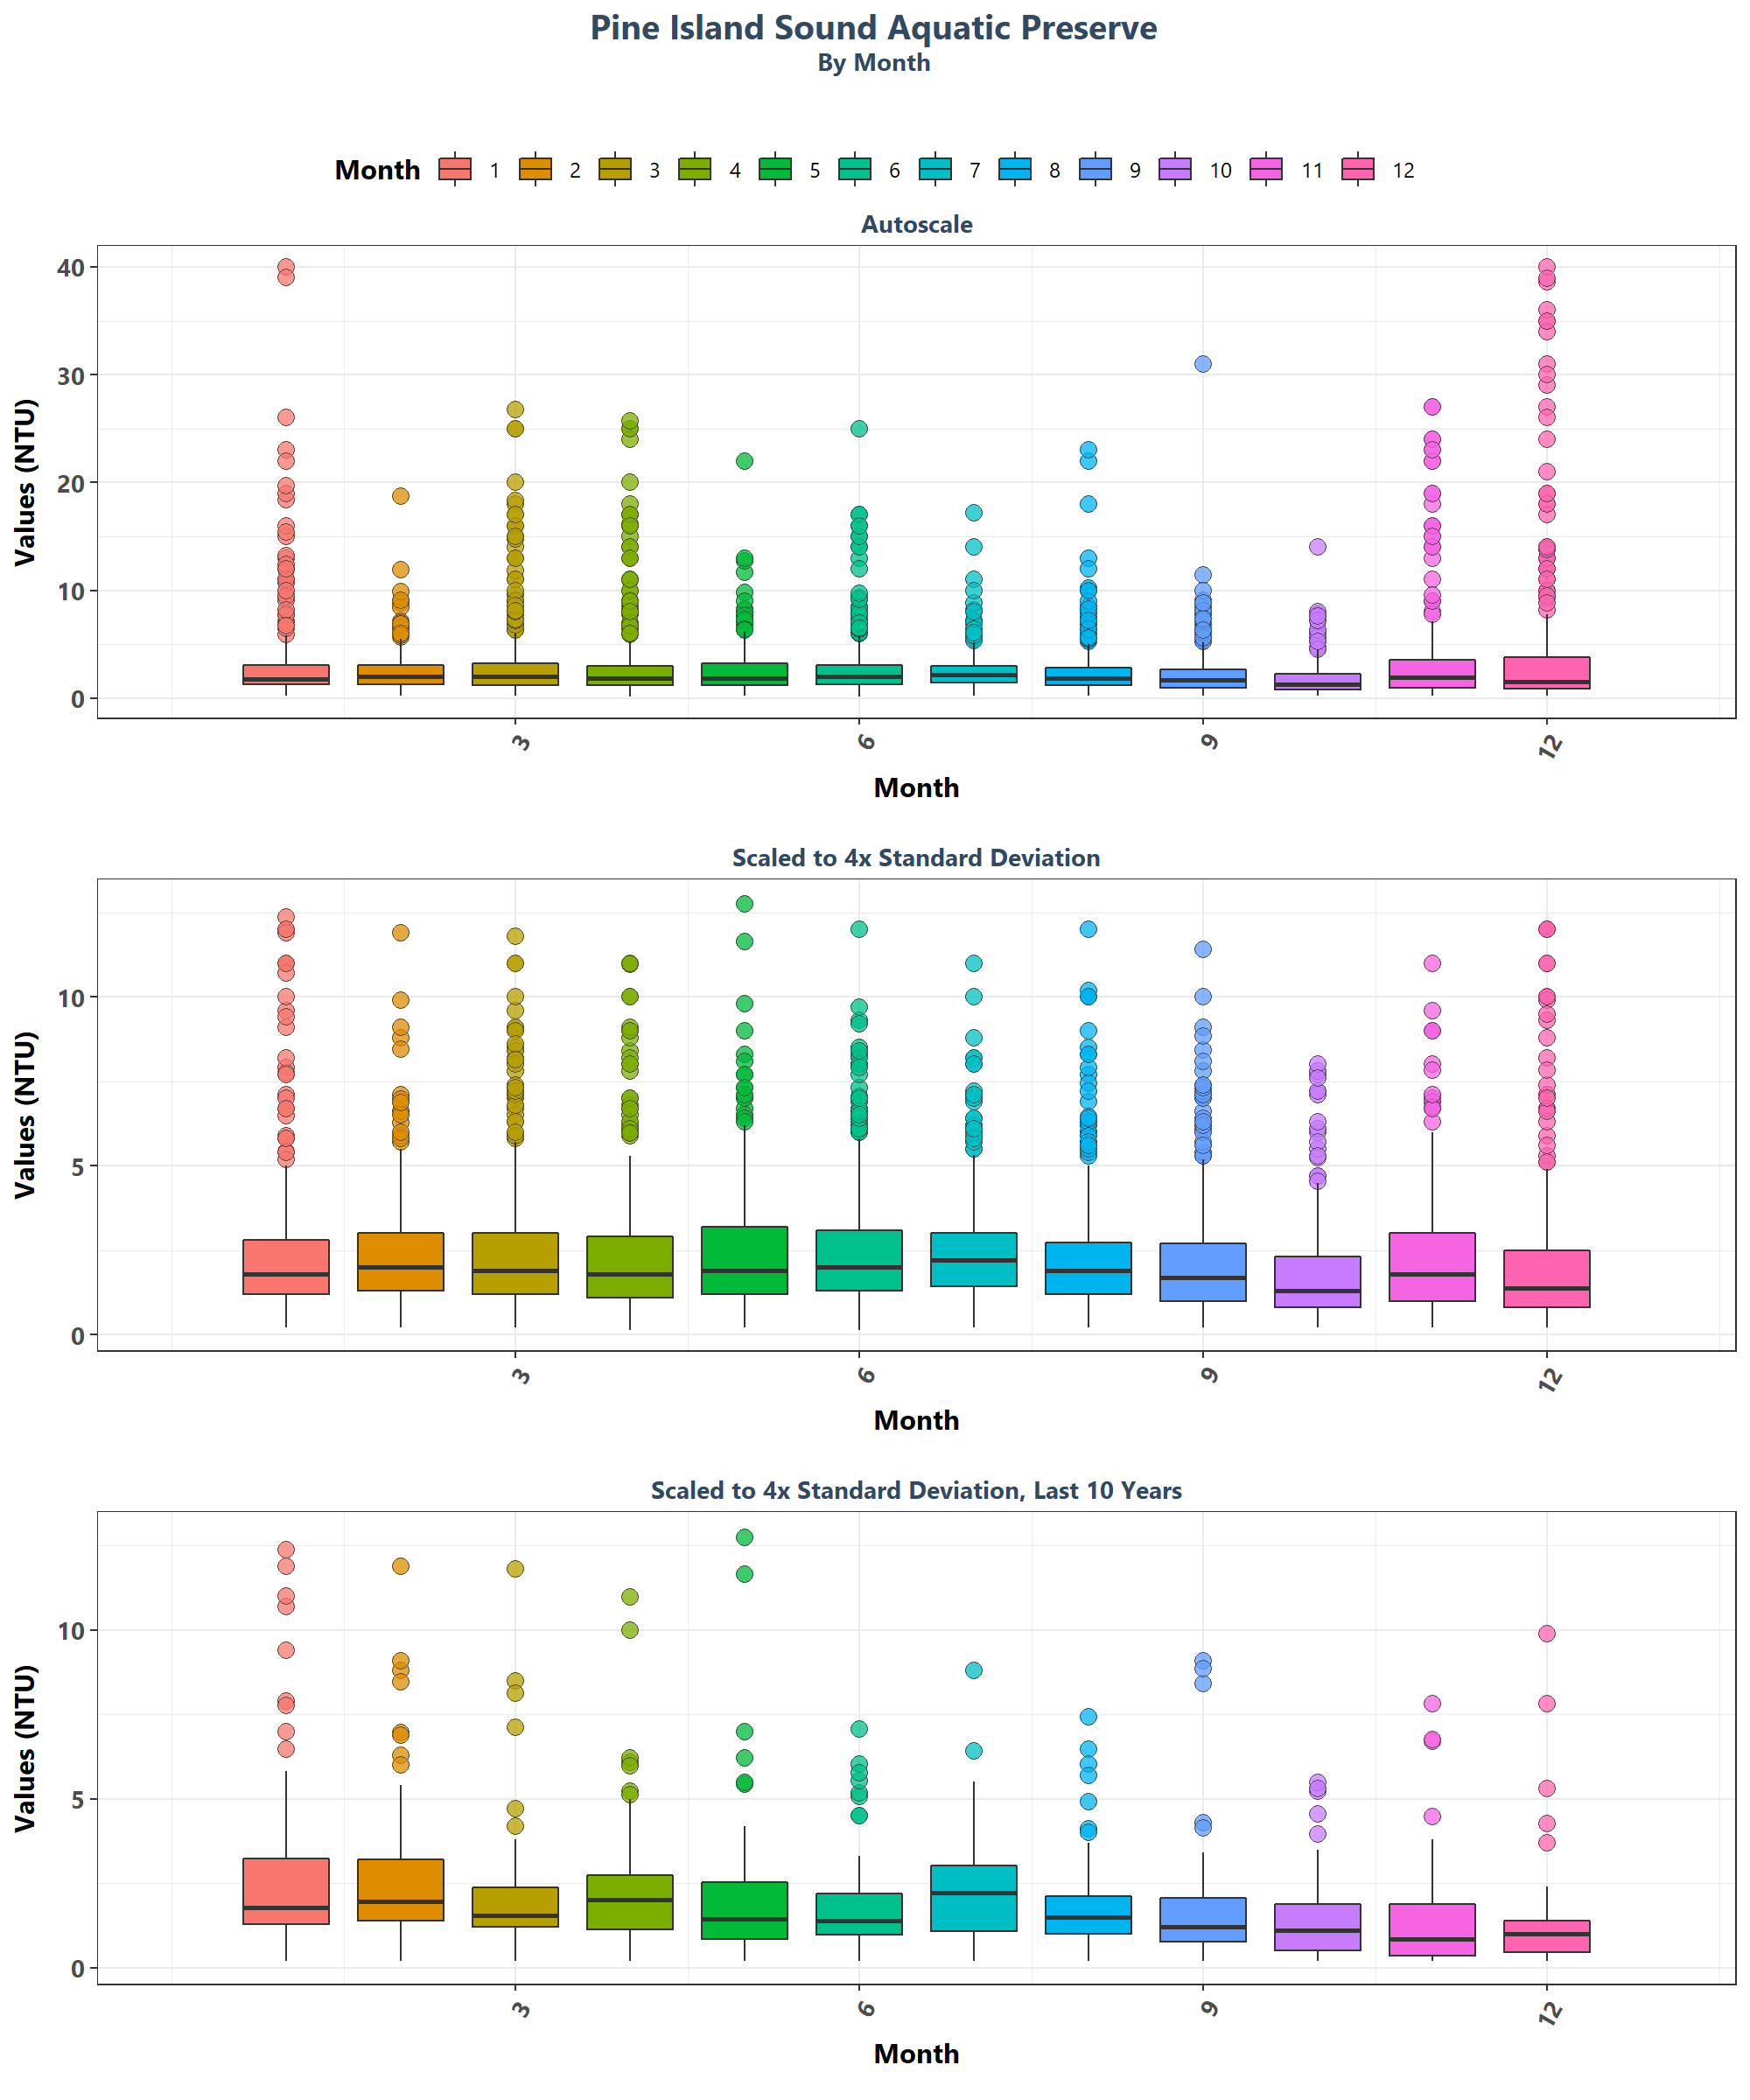 Pine Island Sound Aquatic Preserve
By Month
Month 1 2 3 4 5 6 7 8 9 10 11 12
Autoscale
Values (NTU)
40
30
20
10
0
3 6 9 12
Month
Scaled to 4x Standard Deviation
Values (NTU)
10
5
0
3 6 9 12
Month
Scaled to 4x Standard Deviation, Last 10 Years
Values (NTU)
10
5
0
3 6 9 12
Month